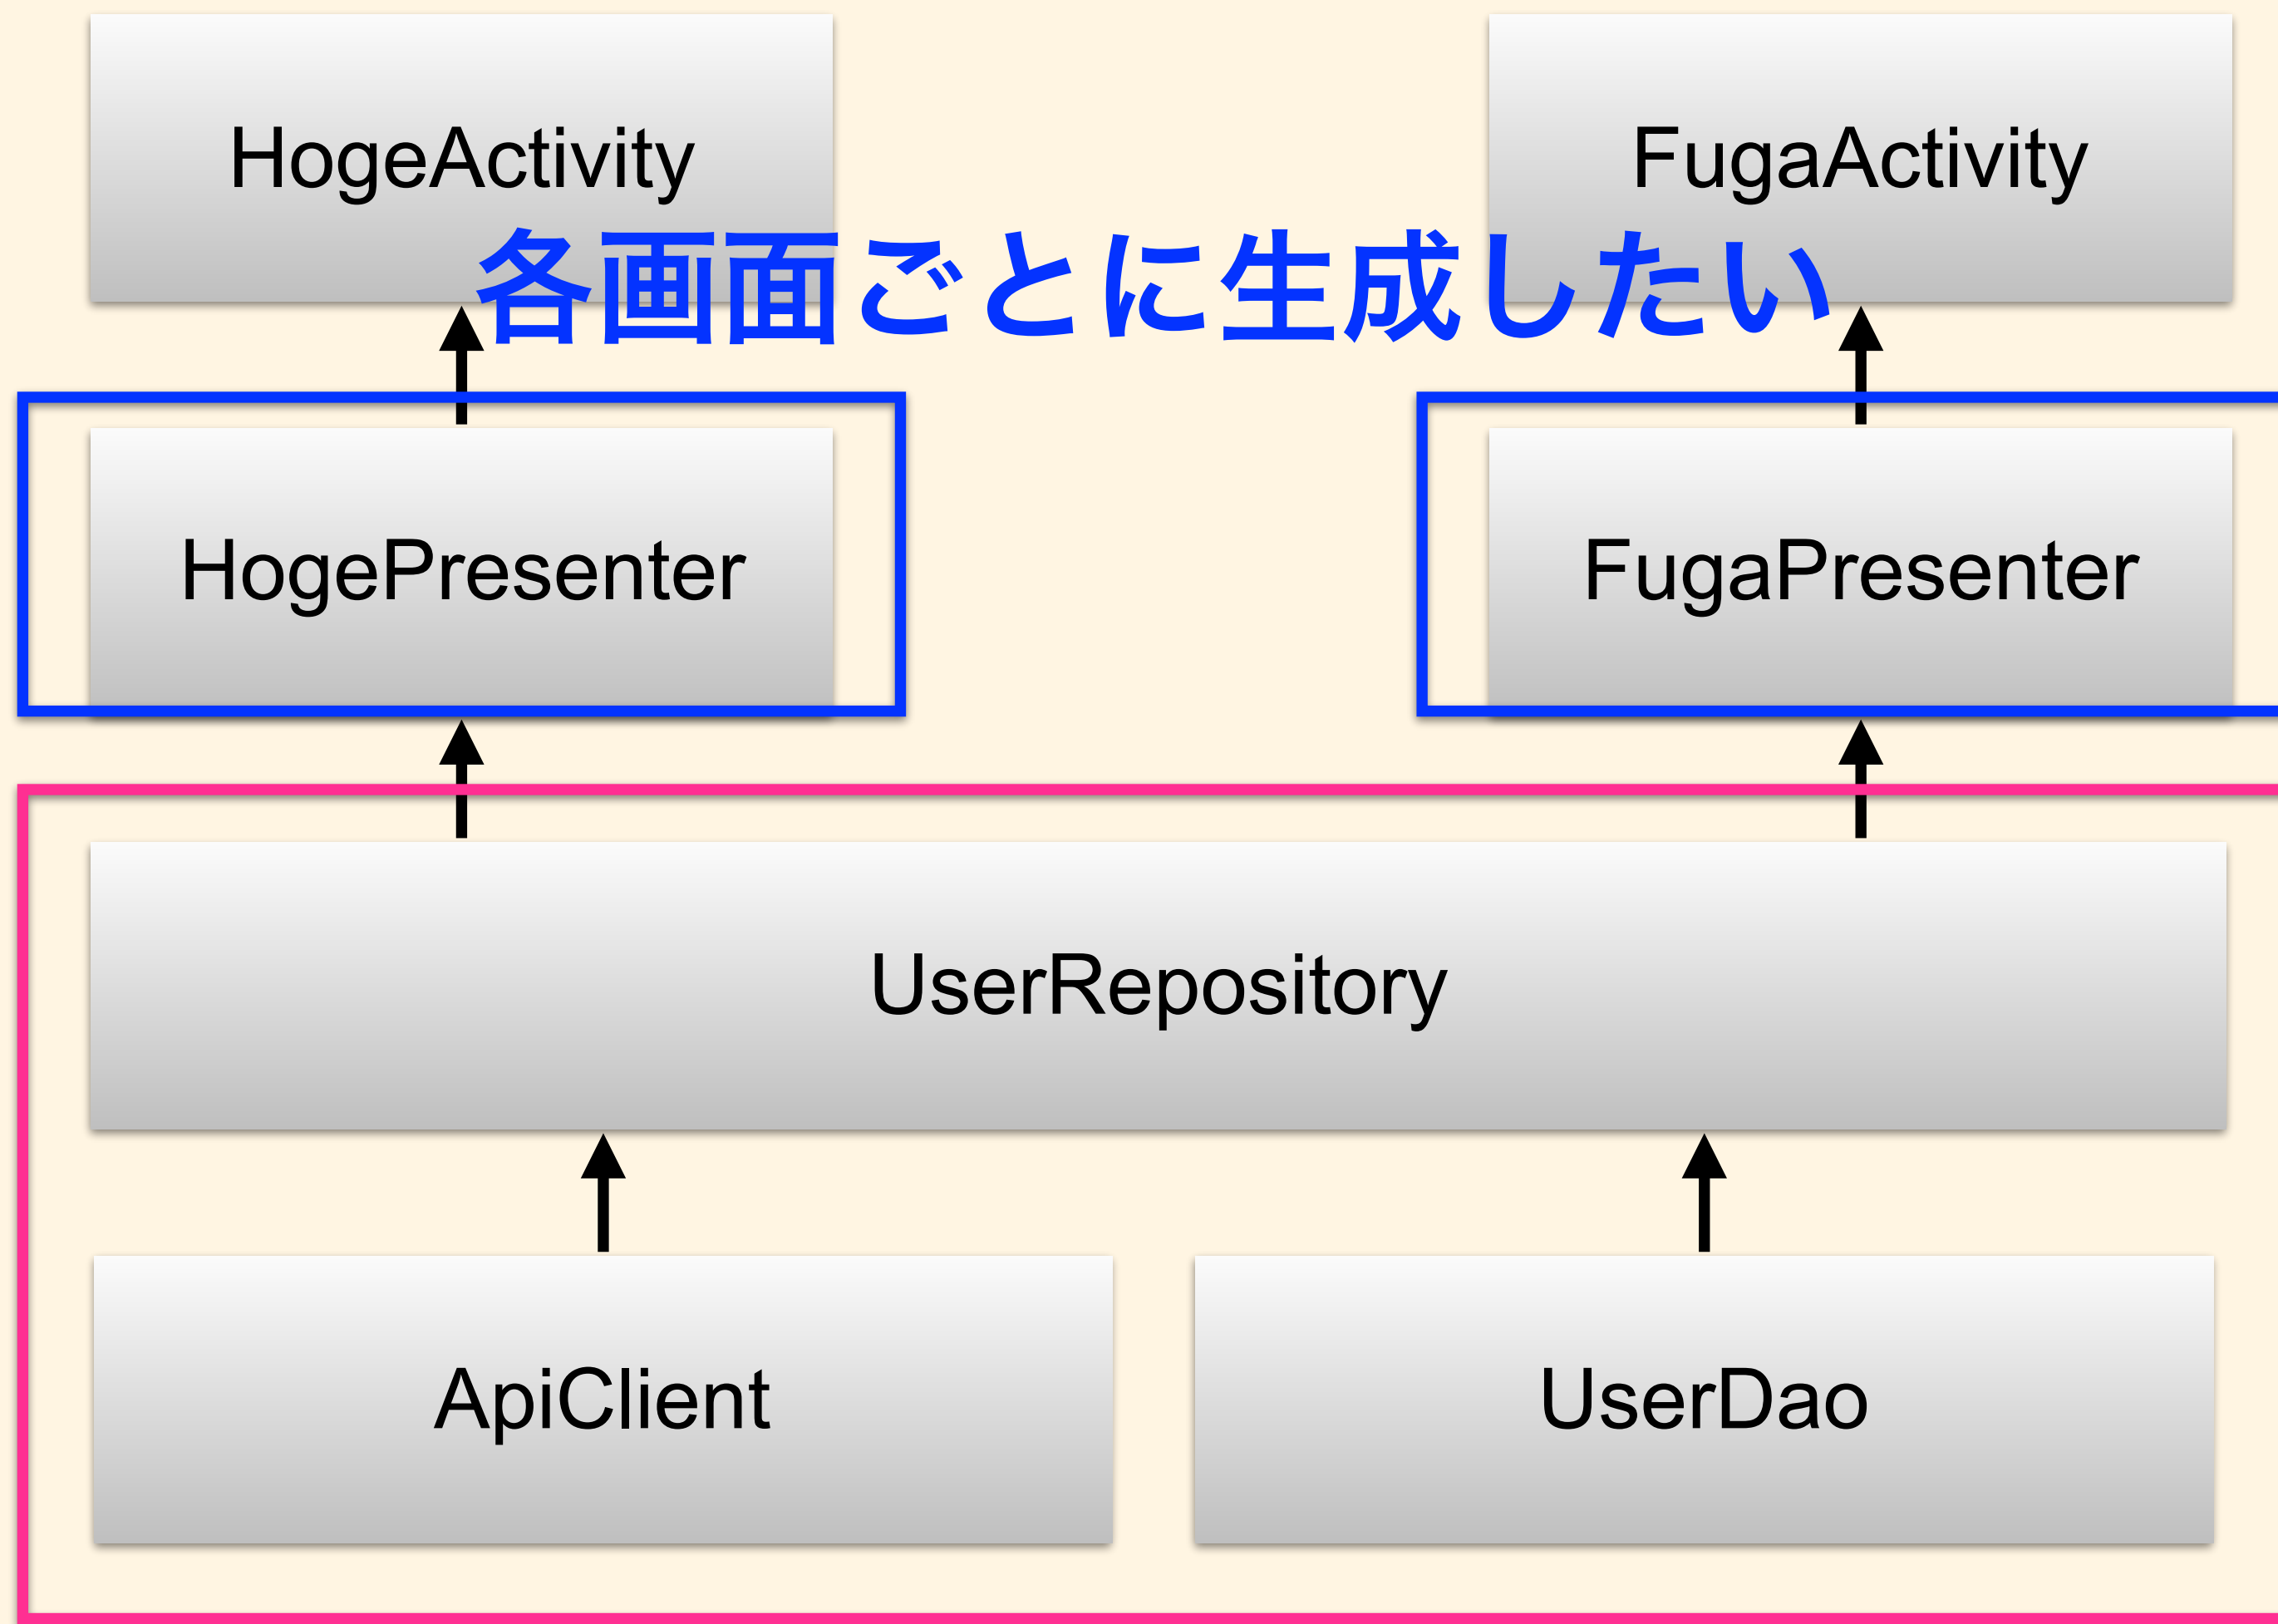 HogeActivity
FugaActivity
各画面ごとに生成したい
HogePresenter
FugaPresenter
UserRepository
ApiClient
UserDao